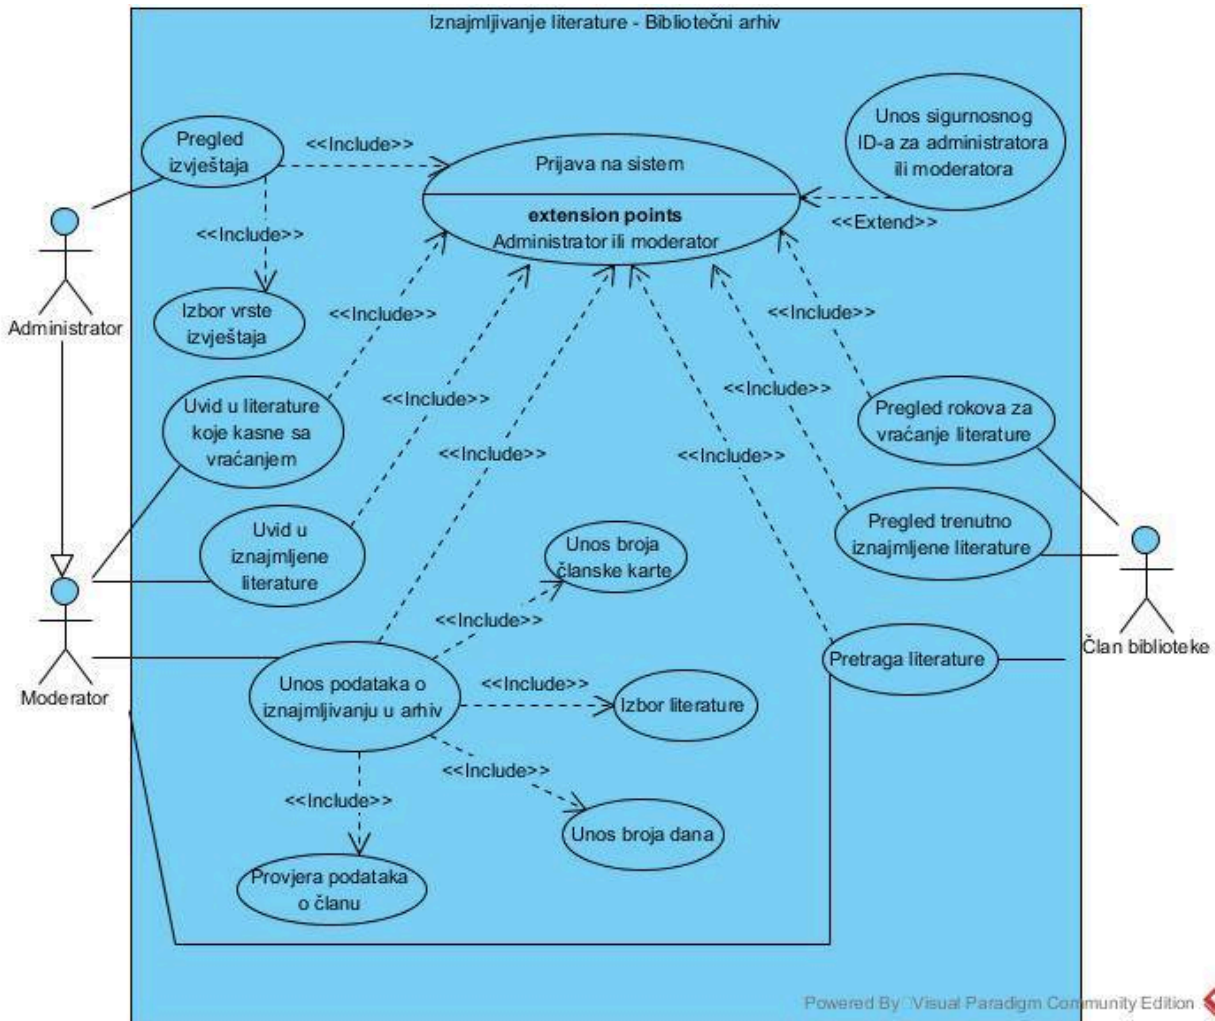 Iznajmljivanje literature - Bibliotečni arhiv
Pregled
izvještaja
<<Include>>
Prijava na sistem
extension points
Administrator ili moderator
Unos sigurnosnog
ID-a za administratora
ili moderatora
<<Extend>>
<<Include>>
Administrator
Izbor vrste
izvještaja
<<Include>>
<<Include>>
<<Include>>
<<Include>>
Uvid u literature
koje kasne sa
vraćanjem
Pregled rokova za
vraćanje literature
<<Include>>
<<Include>>
Uvid u
iznajmljene
literature
Pregled trenutno
iznajmljene literature
Unos broja
članske karte
<<Include>>
Član biblioteke
Pretraga literature
Moderator
Unos podataka o
iznajmljivanju u arhiv
<<Include>>
Izbor literature
<<Include>>
<<Include>>
Unos broja dana
Provjera podataka
o članu
Powered By Visual Paradigm Community Edition